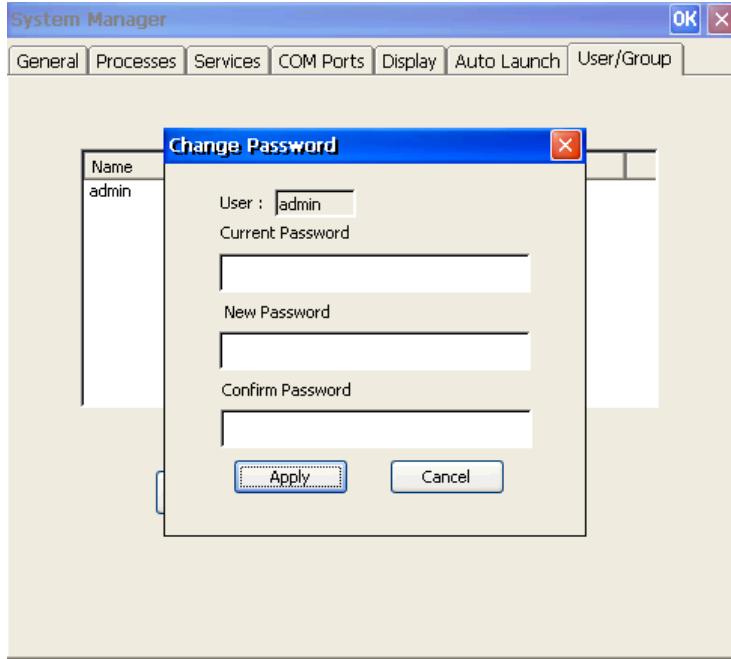 System Manager OK
General Processes Services COM Ports Display Auto Launch User/Group
Change Password
Name
admin
User : admin
Current Password
New Password
Confirm Password
Apply Cancel